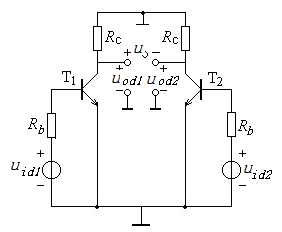 R_C + u_o − R_C
T_1 + u_od1 − + u_od2 − T_2
R_b R_b
+ u_id1 − + u_id2 −